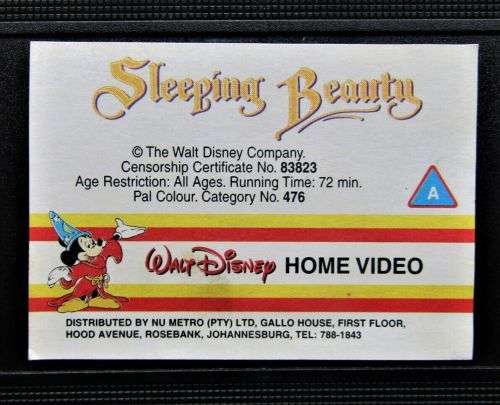 Sleeping Beauty
© The Walt Disney Company.
Censorship Certificate No. 83823
Age Restriction: All Ages. Running Time: 72 min.
Pal Colour. Category No. 476
A
WALT DISNEY HOME VIDEO
DISTRIBUTED BY NU METRO (PTY) LTD, GALLO HOUSE, FIRST FLOOR,
HOOD AVENUE, ROSEBANK, JOHANNESBURG, TEL: 788-1843